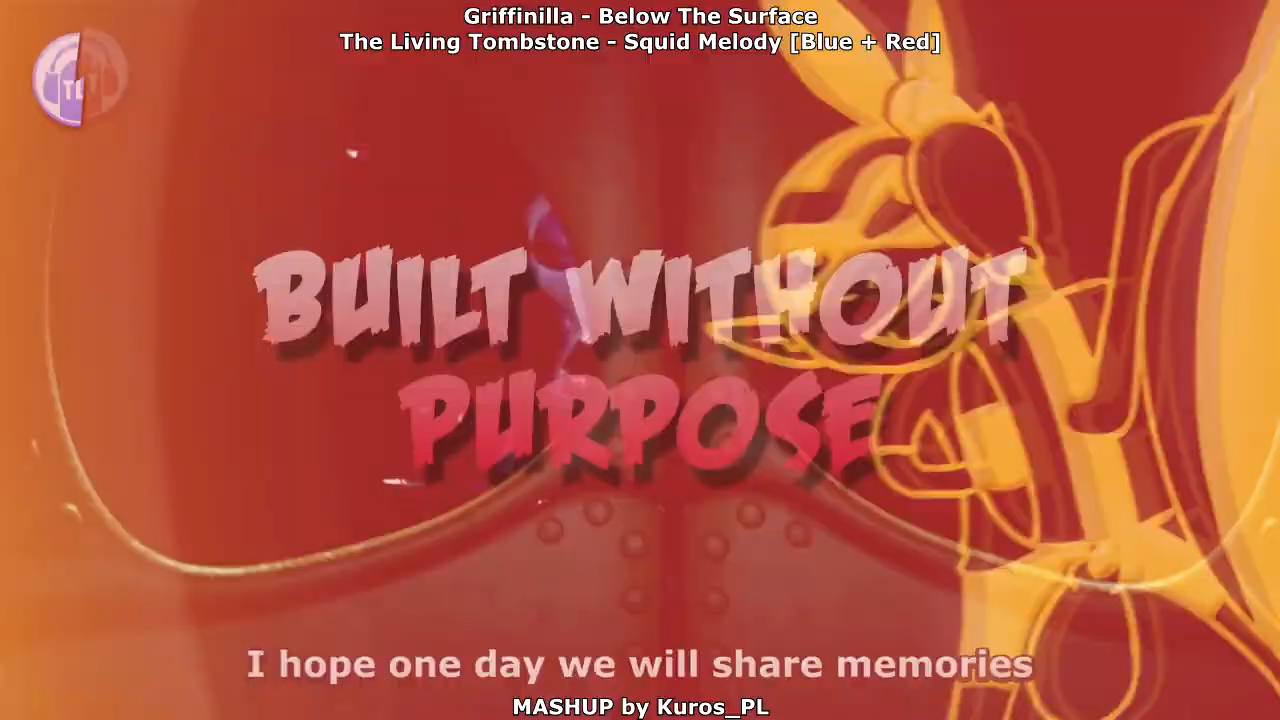 Griffinilla - Below The Surface
The Living Tombstone - Squid Melody [Blue + Red]
TLT
BUILT WITHOUT
PURPOSE
I hope one day we will share memories
MASHUP by Kuros_PL